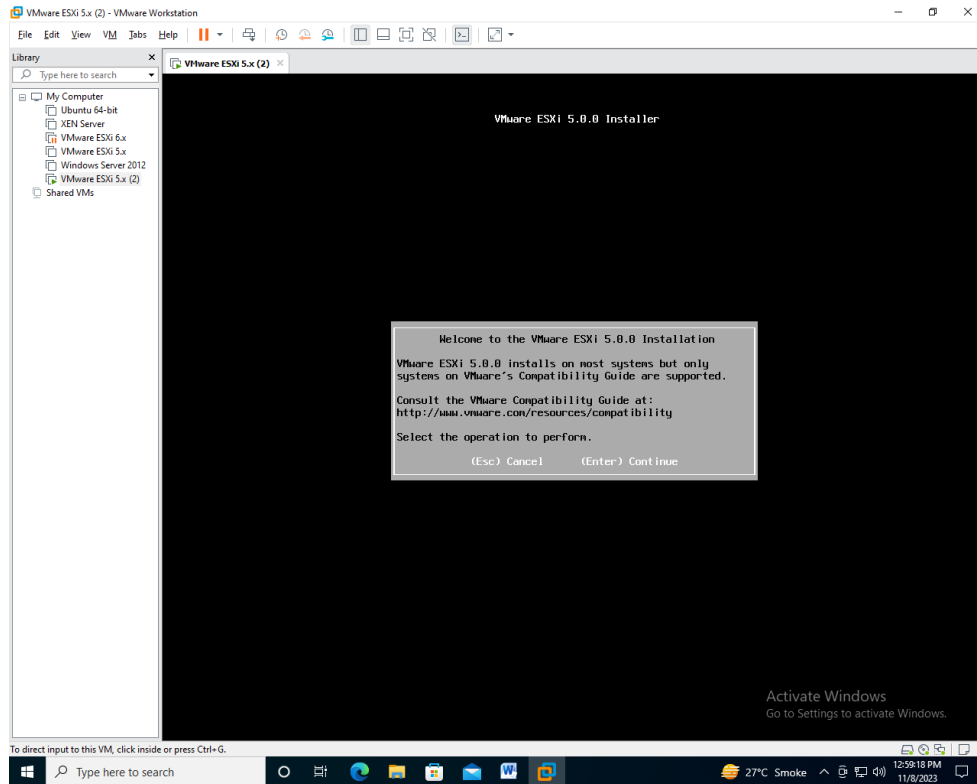 VMware ESXi 5.x (2) - VMware Workstation
File Edit View VM Tabs Help
Library
Type here to search
My Computer
Ubuntu 64-bit
XEN Server
VMware ESXi 6.x
VMware ESXi 5.x
Windows Server 2012
VMware ESXi 5.x (2)
Shared VMs
VMware ESXi 5.x (2)
VMware ESXi 5.0.0 Installer
Welcome to the VMware ESXi 5.0.0 Installation
VMware ESXi 5.0.0 installs on most systems but only
systems on VMware's Compatibility Guide are supported.
Consult the VMware Compatibility Guide at:
http://www.vmware.com/resources/compatibility
Select the operation to perform.
(Esc) Cancel (Enter) Continue
Activate Windows
Go to Settings to activate Windows.
To direct input to this VM, click inside or press Ctrl+G.
Type here to search
W
27°C Smoke
12:59:18 PM
11/8/2023